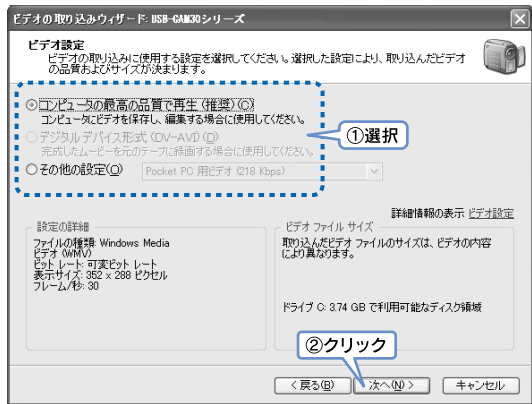 ビデオの取り込みウィザード: USB-CAM30シリーズ
ビデオ設定
ビデオの取り込みに使用する設定を選択してください。選択した設定により、取り込んだビデオ
の品質およびサイズが決まります。
コンピュータの最高の品質で再生 (推奨)(C)
コンピュータにビデオを保存し、編集する場合に使用してください。
デジタル デバイス形式 (DV-AVI) (D)
完成したムービーを元のテープに録画する場合に使用してください。
①選択
その他の設定(O)
Pocket PC 用ビデオ (218 Kbps)
詳細情報の表示 ビデオ設定
設定の詳細
ファイルの種類: Windows Media
ビデオ (WMV)
ビット レート: 可変ビット レート
表示サイズ: 352 x 288 ピクセル
フレーム/秒: 30
ビデオ ファイル サイズ
取り込んだビデオ ファイルのサイズは、ビデオの内容
により異なります。
ドライブ C: 3.74 GB で利用可能なディスク領域
②クリック
< 戻る(B)
次へ(N) >
キャンセル